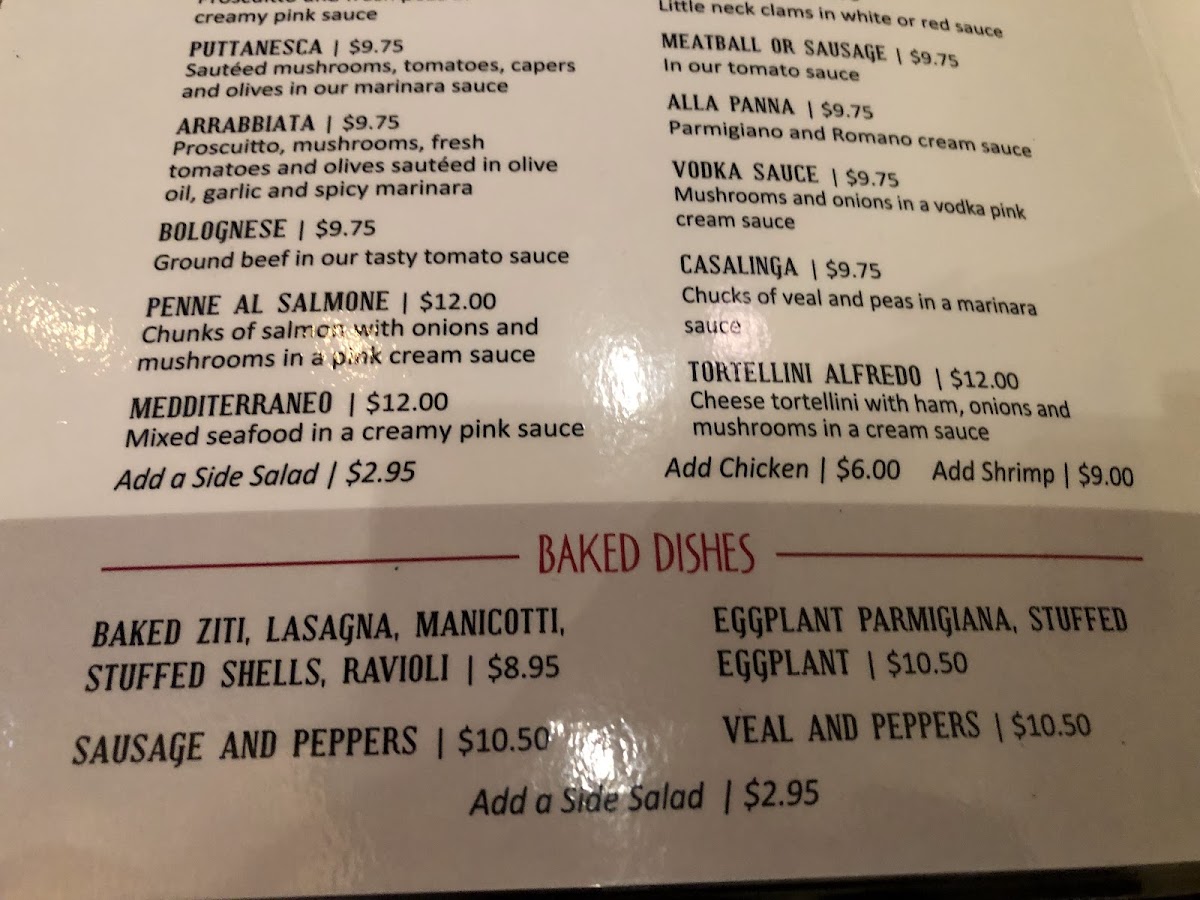 creamy pink sauce
PUTTANESCA | $9.75
Sautéed mushrooms, tomatoes, capers
and olives in our marinara sauce
ARRABBIATA | $9.75
Proscuitto, mushrooms, fresh
tomatoes and olives sautéed in olive
oil, garlic and spicy marinara
BOLOGNESE | $9.75
Ground beef in our tasty tomato sauce
PENNE AL SALMONE | $12.00
Chunks of salmon with onions and
mushrooms in a pink cream sauce
MEDDITERRANEO | $12.00
Mixed seafood in a creamy pink sauce
Add a Side Salad | $2.95
Little neck clams in white or red sauce
MEATBALL OR SAUSAGE | $9.75
In our tomato sauce
ALLA PANNA | $9.75
Parmigiano and Romano cream sauce
VODKA SAUCE | $9.75
Mushrooms and onions in a vodka pink
cream sauce
CASALINGA | $9.75
Chucks of veal and peas in a marinara
sauce
TORTELLINI ALFREDO | $12.00
Cheese tortellini with ham, onions and
mushrooms in a cream sauce
Add Chicken | $6.00 Add Shrimp | $9.00
BAKED DISHES
BAKED ZITI, LASAGNA, MANICOTTI,
STUFFED SHELLS, RAVIOLI | $8.95
SAUSAGE AND PEPPERS | $10.50
EGGPLANT PARMIGIANA, STUFFED
EGGPLANT | $10.50
VEAL AND PEPPERS | $10.50
Add a Side Salad | $2.95